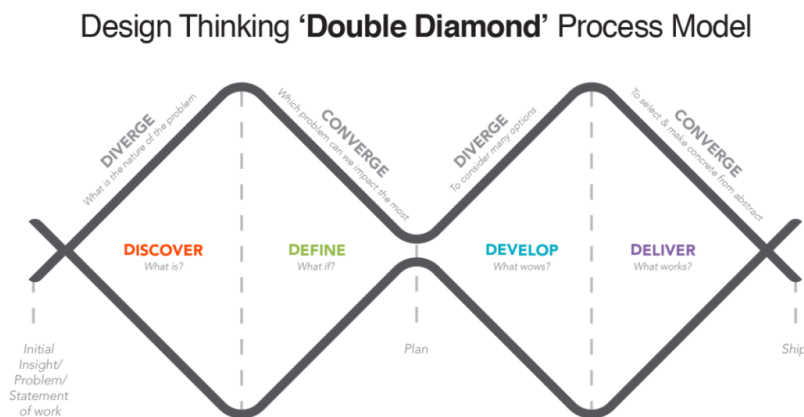 Design Thinking ‘Double Diamond’ Process Model
DIVERGE
What is the nature of the problem
CONVERGE
Which problem can we impact the most
DIVERGE
To consider many options
CONVERGE
To select & make concrete from abstract
DISCOVER
What is?
DEFINE
What if?
DEVELOP
What wows?
DELIVER
What works?
Initial
Insight/
Problem/
Statement
of work
Plan
Ship